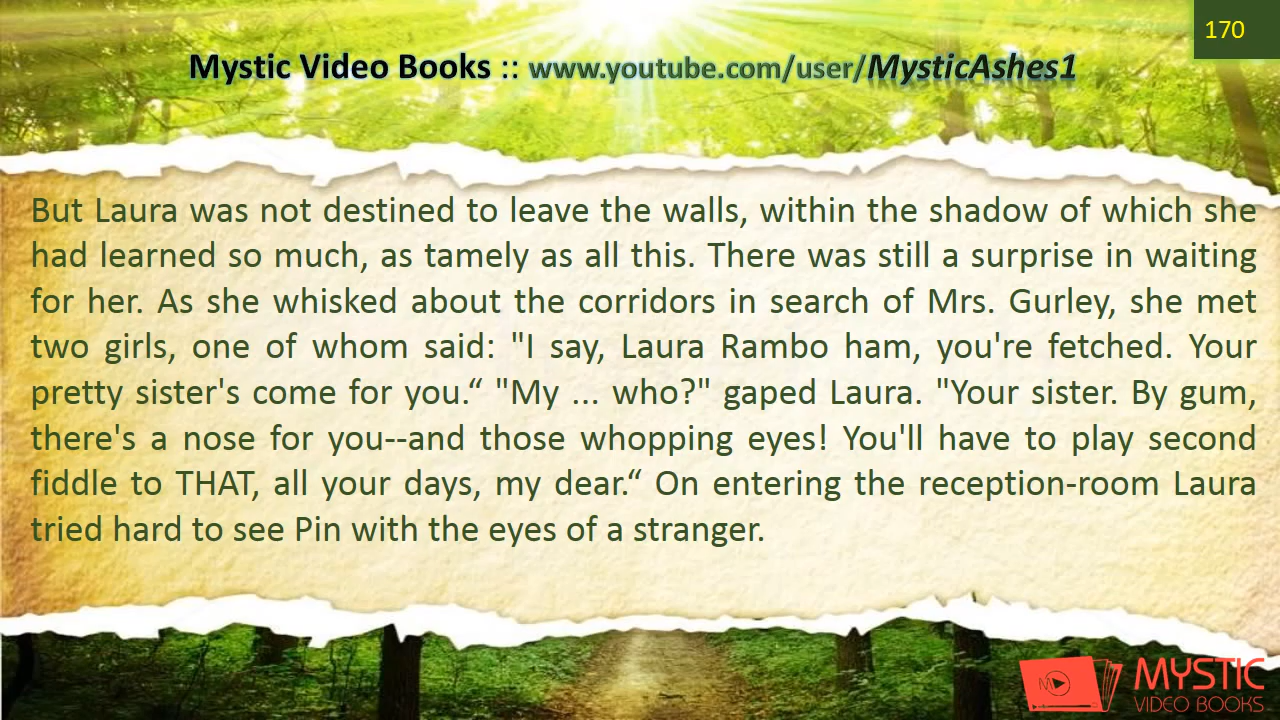 170
Mystic Video Books :: www.youtube.com/user/MysticAshes1
But Laura was not destined to leave the walls, within the shadow of which she
had learned so much, as tamely as all this. There was still a surprise in waiting
for her. As she whisked about the corridors in search of Mrs. Gurley, she met
two girls, one of whom said: "I say, Laura Rambo ham, you're fetched. Your
pretty sister's come for you.“ "My ... who?" gaped Laura. "Your sister. By gum,
there's a nose for you--and those whopping eyes! You'll have to play second
fiddle to THAT, all your days, my dear.“ On entering the reception-room Laura
tried hard to see Pin with the eyes of a stranger.
M
MYSTIC
VIDEO BOOKS